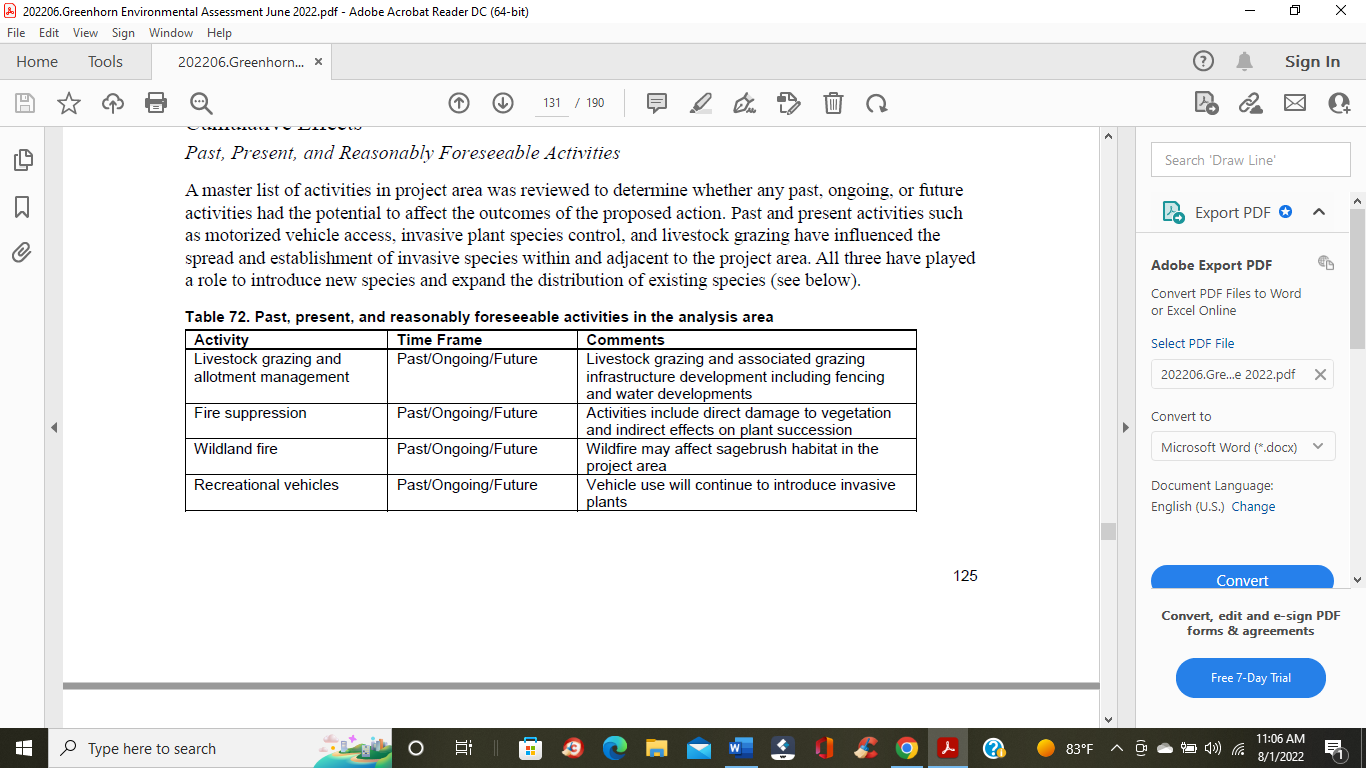 202206.Greenhorn Environmental Assessment June 2022.pdf - Adobe Acrobat Reader DC (64-bit)
File Edit View Sign Window Help
Home Tools 202206.Greenhorn... × Sign In
131 / 190
Cumulative Effects
Past, Present, and Reasonably Foreseeable Activities
A master list of activities in project area was reviewed to determine whether any past, ongoing, or future
activities had the potential to affect the outcomes of the proposed action. Past and present activities such
as motorized vehicle access, invasive plant species control, and livestock grazing have influenced the
spread and establishment of invasive species within and adjacent to the project area. All three have played
a role to introduce new species and expand the distribution of existing species (see below).
Table 72. Past, present, and reasonably foreseeable activities in the analysis area
Activity Time Frame Comments
Livestock grazing and Past/Ongoing/Future Livestock grazing and associated grazing
allotment management infrastructure development including fencing
and water developments
Fire suppression Past/Ongoing/Future Activities include direct damage to vegetation
and indirect effects on plant succession
Wildland fire Past/Ongoing/Future Wildfire may affect sagebrush habitat in the
project area
Recreational vehicles Past/Ongoing/Future Vehicle use will continue to introduce invasive
plants
125
Search 'Draw Line'
Export PDF
Adobe Export PDF
Convert PDF Files to Word
or Excel Online
Select PDF File
202206.Gre...e 2022.pdf
Convert to
Microsoft Word (*.docx)
Document Language:
English (U.S.) Change
Convert
Convert, edit and e-sign PDF
forms & agreements
Free 7-Day Trial
Type here to search
83°F
11:06 AM
8/1/2022
1